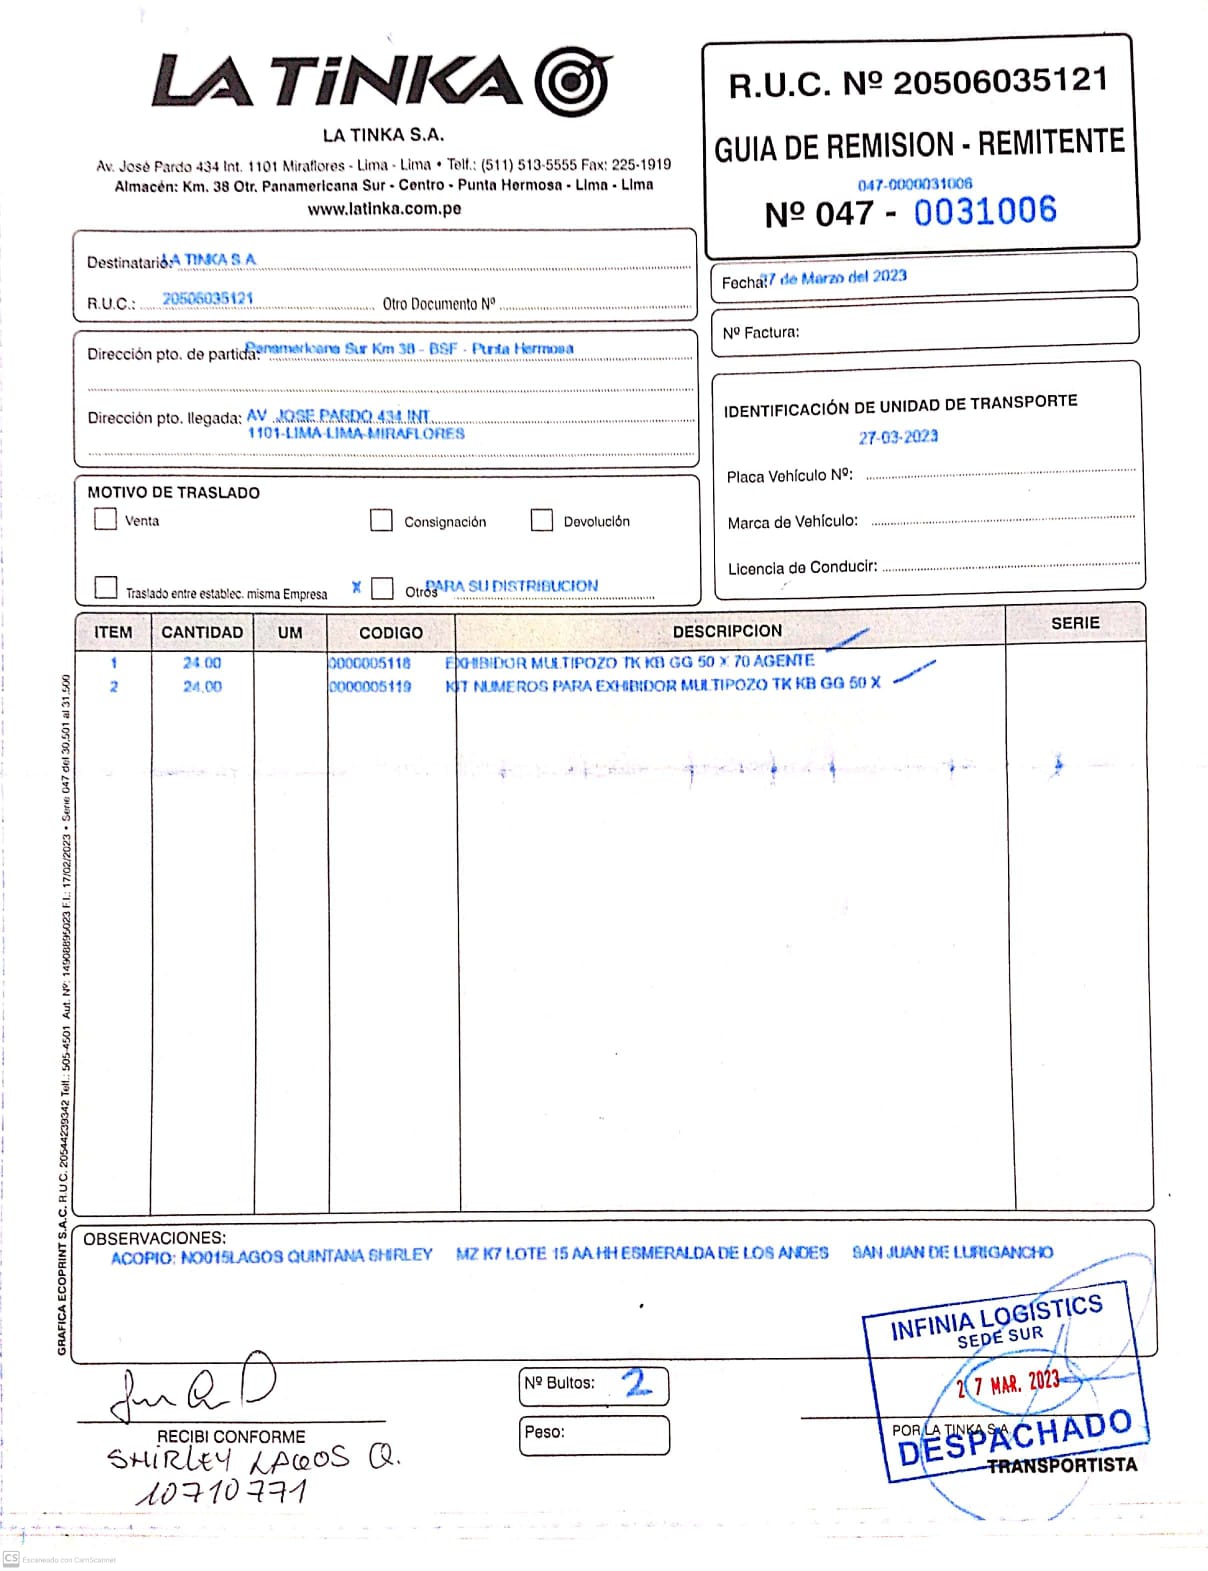 LA TiNKA
LA TINKA S.A.
Av. José Pardo 434 Int. 1101 Miraflores - Lima - Lima • Telf.: (511) 513-5555 Fax: 225-1919
Almacén: Km. 38 Otr. Panamericana Sur - Centro - Punta Hermosa - Lima - Lima
www.latinka.com.pe
R.U.C. Nº 20506035121
GUIA DE REMISION - REMITENTE
047-0000031006
Nº 047 - 0031006
Destinatario: LA TINKA S.A.
R.U.C.: 20506035121 Otro Documento Nº
Fecha: 27 de Marzo del 2023
Nº Factura:
Dirección pto. de partida: Panamericana Sur Km 38 - BSF - Punta Hermosa
Dirección pto. llegada: AV. JOSE PARDO 434 INT.
1101-LIMA-LIMA-MIRAFLORES
IDENTIFICACIÓN DE UNIDAD DE TRANSPORTE
27-03-2023
Placa Vehículo Nº:
Marca de Vehículo:
Licencia de Conducir:
MOTIVO DE TRASLADO
Venta Consignación Devolución
Traslado entre establec. misma Empresa X Otros PARA SU DISTRIBUCION
ITEM CANTIDAD UM CODIGO DESCRIPCION SERIE
1 24.00 0000005118 EXHIBIDOR MULTIPOZO TK KB GG 50 X 70 AGENTE
2 24.00 0000005119 KIT NUMEROS PARA EXHIBIDOR MULTIPOZO TK KB GG 50 X
GRAFICA ECOPRINT S.A.C. R.U.C. 20544239342 Telf.: 505-4501 Aut. Nº: 14908895023 F.I.: 17/02/2023 • Serie: 047 del 30,501 al 31,500
OBSERVACIONES:
ACOPIO: NO015LAGOS QUINTANA SHIRLEY MZ K7 LOTE 15 AA HH ESMERALDA DE LOS ANDES SAN JUAN DE LURIGANCHO
INFINIA LOGISTICS
SEDE SUR
27 MAR. 2023
DESPACHADO
Nº Bultos: 2
Peso:
RECIBI CONFORME
SHIRLEY LAGOS Q.
10710771
POR LA TINKA S.A.
TRANSPORTISTA
CS Escaneado con CamScanner